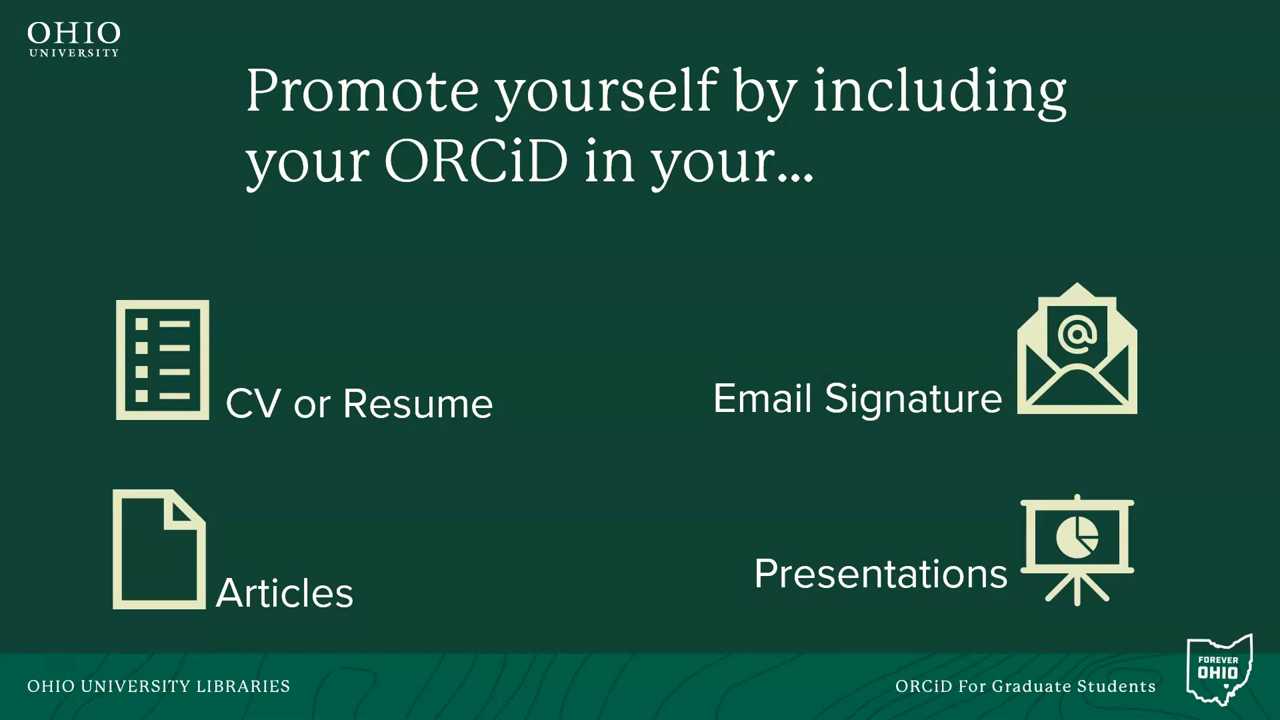 OHIO
UNIVERSITY
Promote yourself by including
your ORCiD in your...
CV or Resume
Email Signature
@
Articles
Presentations
OHIO UNIVERSITY LIBRARIES
ORCiD For Graduate Students
FOREVER
OHIO